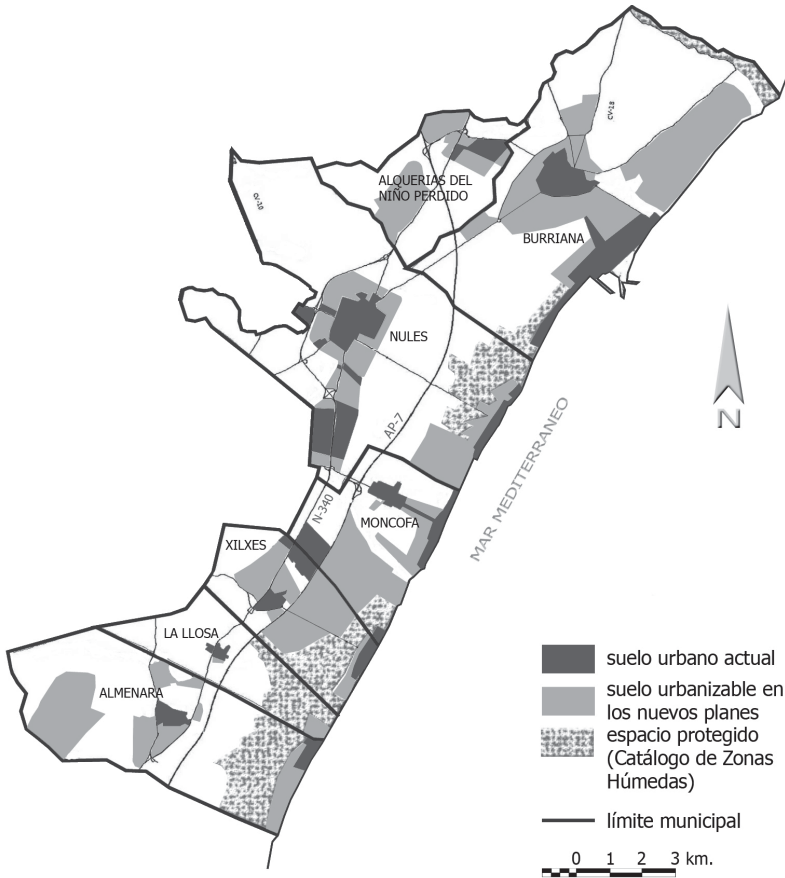 CV-18
ALQUERIAS DEL
NIÑO PERDIDO
CV-10
BURRIANA
NULES
AP-7
MAR MEDITERRANEO
N
N-340
MONCOFA
XILXES
LA LLOSA
ALMENARA
suelo urbano actual
suelo urbanizable en
los nuevos planes
espacio protegido
(Catálogo de Zonas
Húmedas)
límite municipal
0 1 2 3 km.